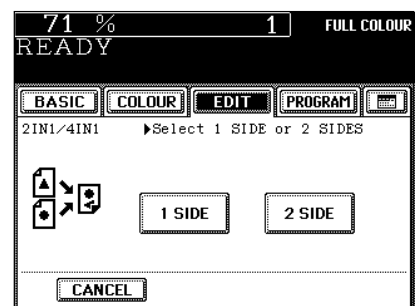 71 % 1 FULL COLOUR
READY
BASIC COLOUR EDIT PROGRAM
2IN1/4IN1 ▶Select 1 SIDE or 2 SIDES
1 SIDE 2 SIDE
CANCEL